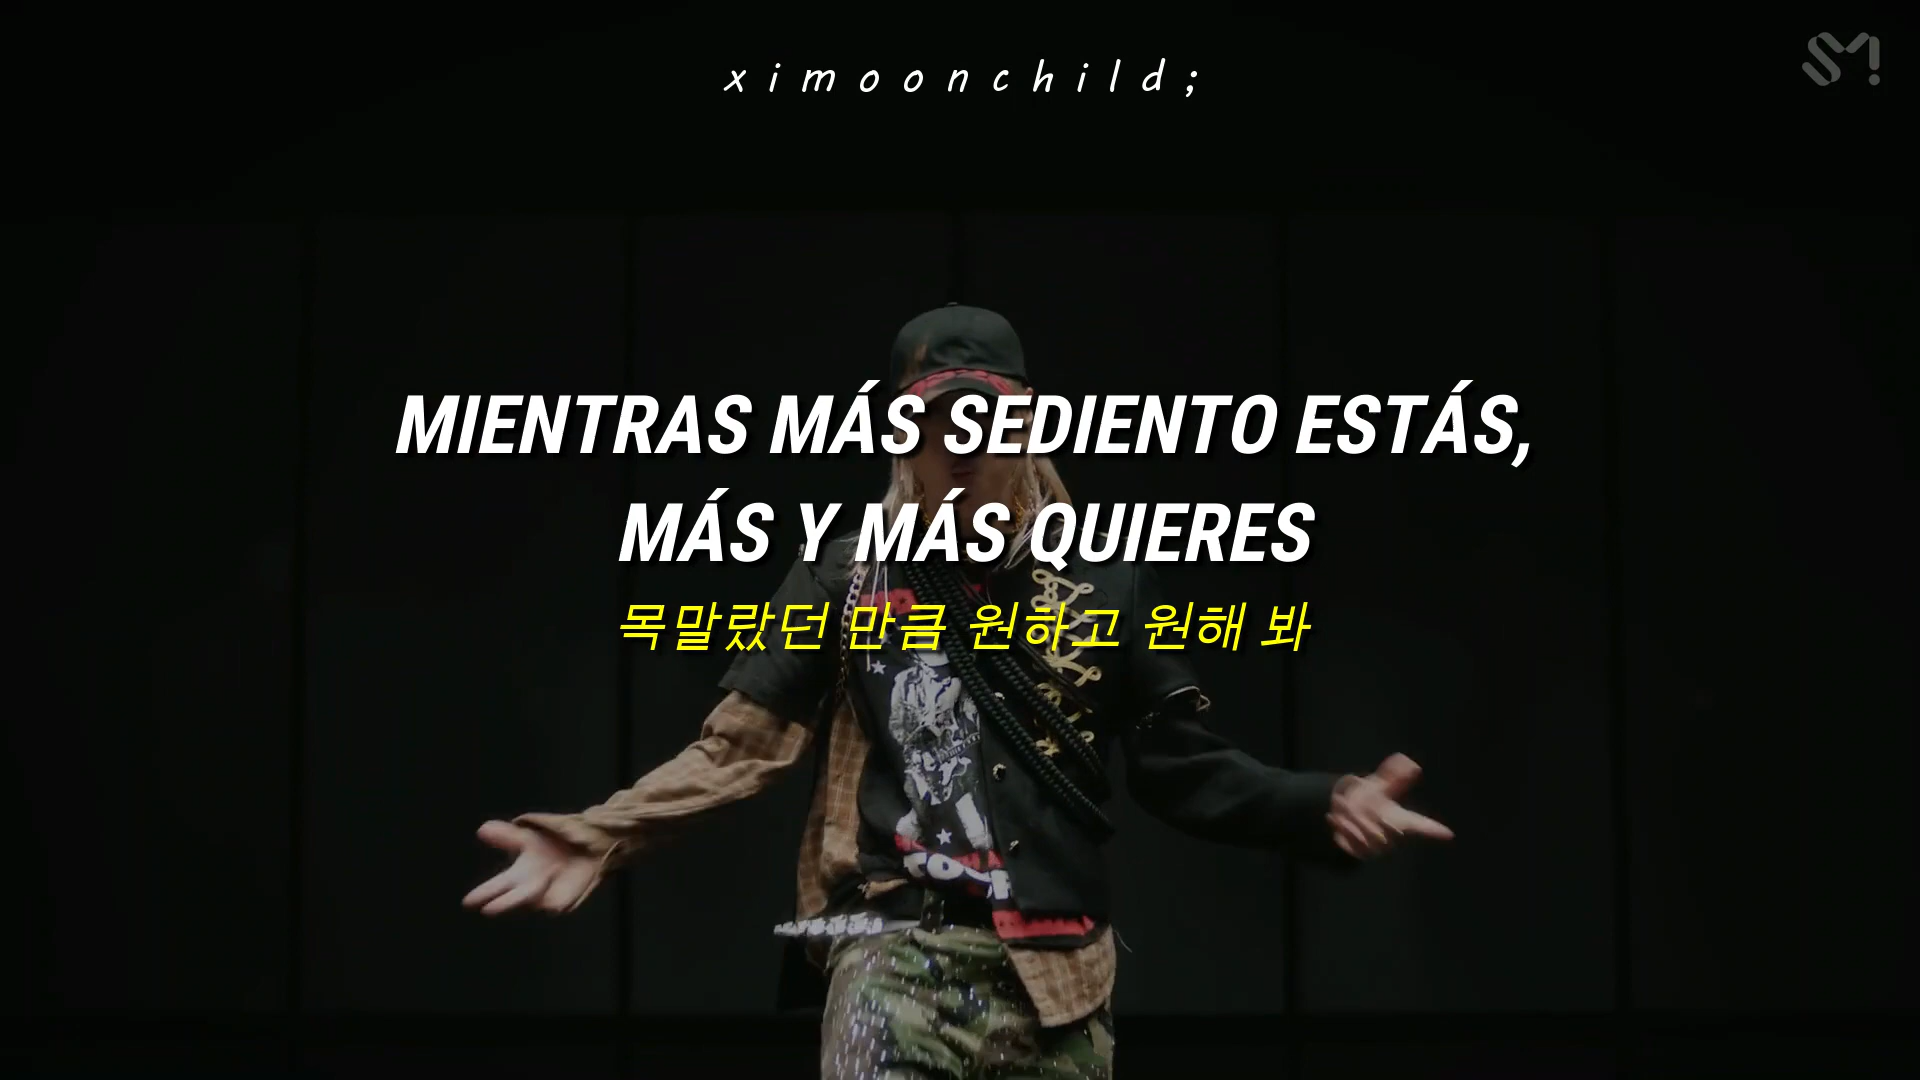 x i m o o n c h i l d ;
SM
MIENTRAS MÁS SEDIENTO ESTÁS,
MÁS Y MÁS QUIERES
목말랐던 만큼 원하고 원해 봐